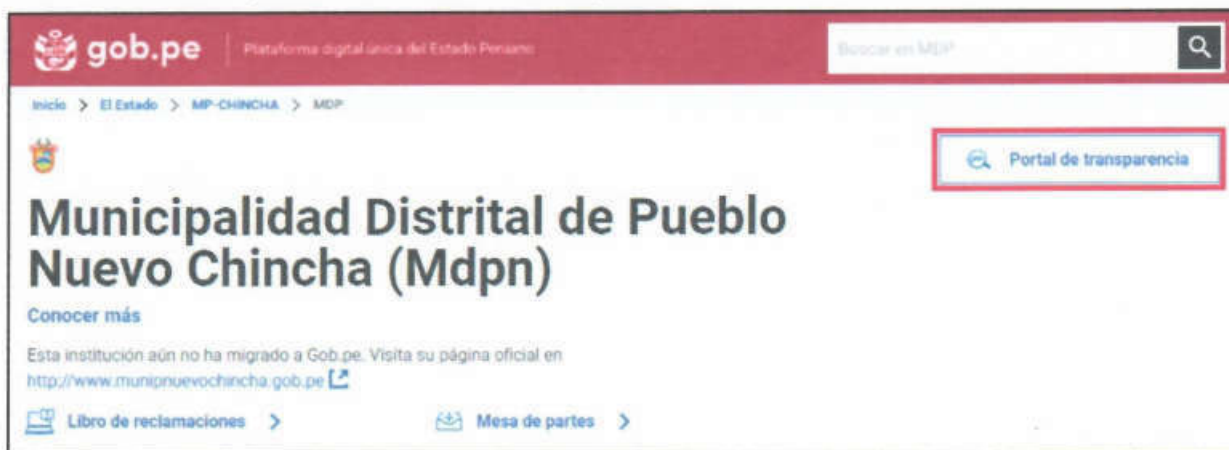 gob.pe
Plataforma digital única del Estado Peruano
Buscar en MDP
Inicio > El Estado > MP-CHINCHA > MDP
Portal de transparencia
Municipalidad Distrital de Pueblo
Nuevo Chincha (Mdpn)
Conocer más
Esta institución aún no ha migrado a Gob.pe. Visita su página oficial en
http://www.munipnuevochincha.gob.pe
Libro de reclamaciones >
Mesa de partes >